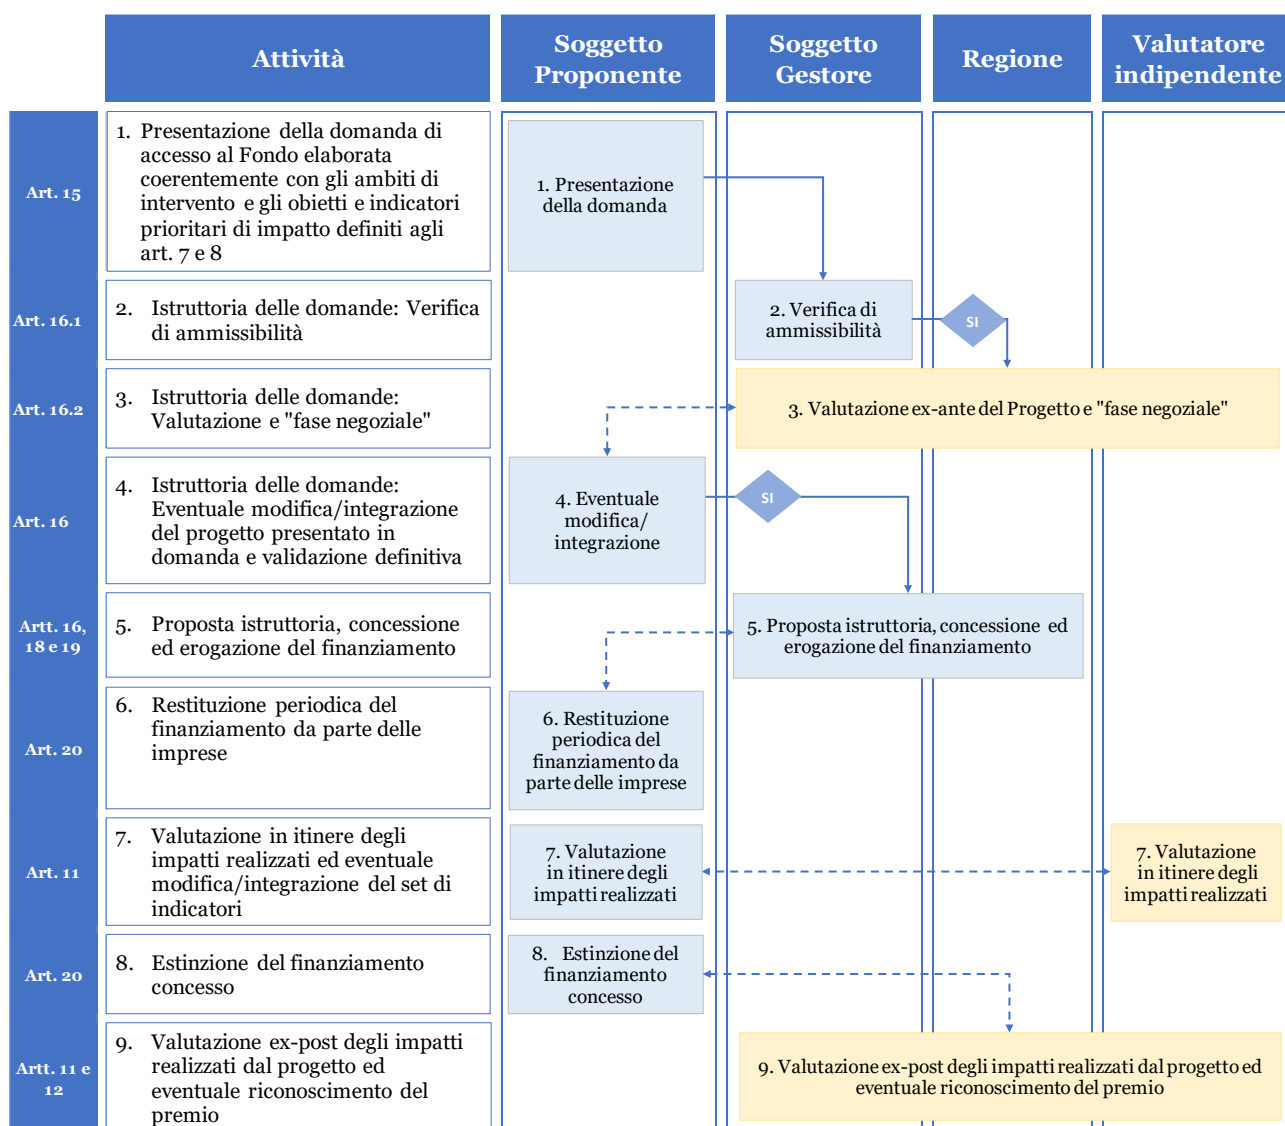 Attività
Soggetto
Proponente
Soggetto
Gestore
Regione
Valutatore
indipendente
Art. 15
1. Presentazione della domanda di
accesso al Fondo elaborata
coerentemente con gli ambiti di
intervento e gli obietti e indicatori
prioritari di impatto definiti agli
art. 7 e 8
1. Presentazione
della domanda
Art. 16.1
2. Istruttoria delle domande: Verifica
di ammissibilità
2. Verifica di
ammissibilità
SI
Art. 16.2
3. Istruttoria delle domande:
Valutazione e "fase negoziale"
3. Valutazione ex-ante del Progetto e "fase negoziale"
Art. 16
4. Istruttoria delle domande:
Eventuale modifica/integrazione
del progetto presentato in
domanda e validazione definitiva
4. Eventuale
modifica/
integrazione
SI
Artt. 16,
18 e 19
5. Proposta istruttoria, concessione
ed erogazione del finanziamento
5. Proposta istruttoria, concessione ed
erogazione del finanziamento
Art. 20
6. Restituzione periodica del
finanziamento da parte delle
imprese
6. Restituzione
periodica del
finanziamento da
parte delle imprese
Art. 11
7. Valutazione in itinere degli
impatti realizzati ed eventuale
modifica/integrazione del set di
indicatori
7. Valutazione
in itinere degli
impatti realizzati
7. Valutazione
in itinere degli
impatti realizzati
Art. 20
8. Estinzione del finanziamento
concesso
8. Estinzione del
finanziamento
concesso
Artt. 11 e
12
9. Valutazione ex-post degli impatti
realizzati dal progetto ed
eventuale riconoscimento del
premio
9. Valutazione ex-post degli impatti realizzati dal progetto ed
eventuale riconoscimento del premio